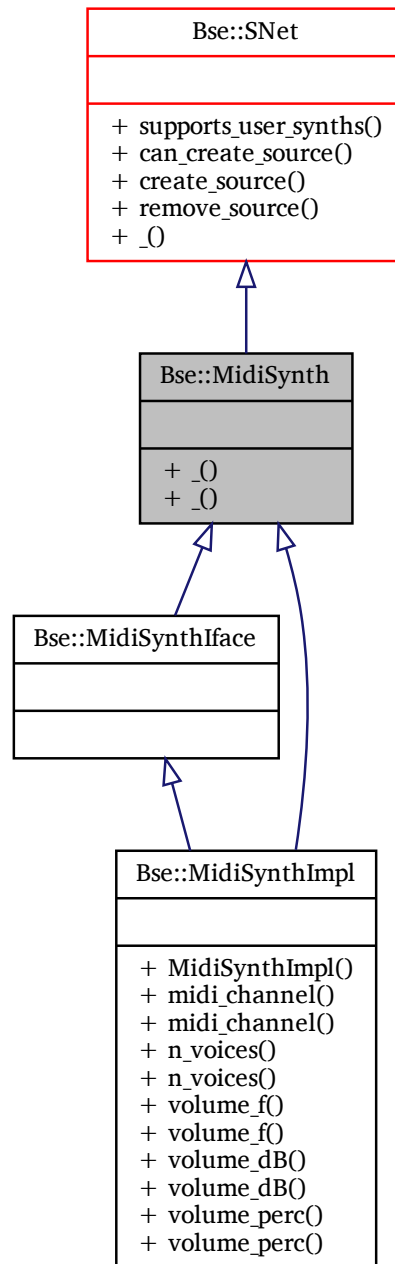 Bse::SNet
+ supports_user_synths()
+ can_create_source()
+ create_source()
+ remove_source()
+ _()
Bse::MidiSynth
+ _()
+ _()
Bse::MidiSynthIface
Bse::MidiSynthImpl
+ MidiSynthImpl()
+ midi_channel()
+ midi_channel()
+ n_voices()
+ n_voices()
+ volume_f()
+ volume_f()
+ volume_dB()
+ volume_dB()
+ volume_perc()
+ volume_perc()